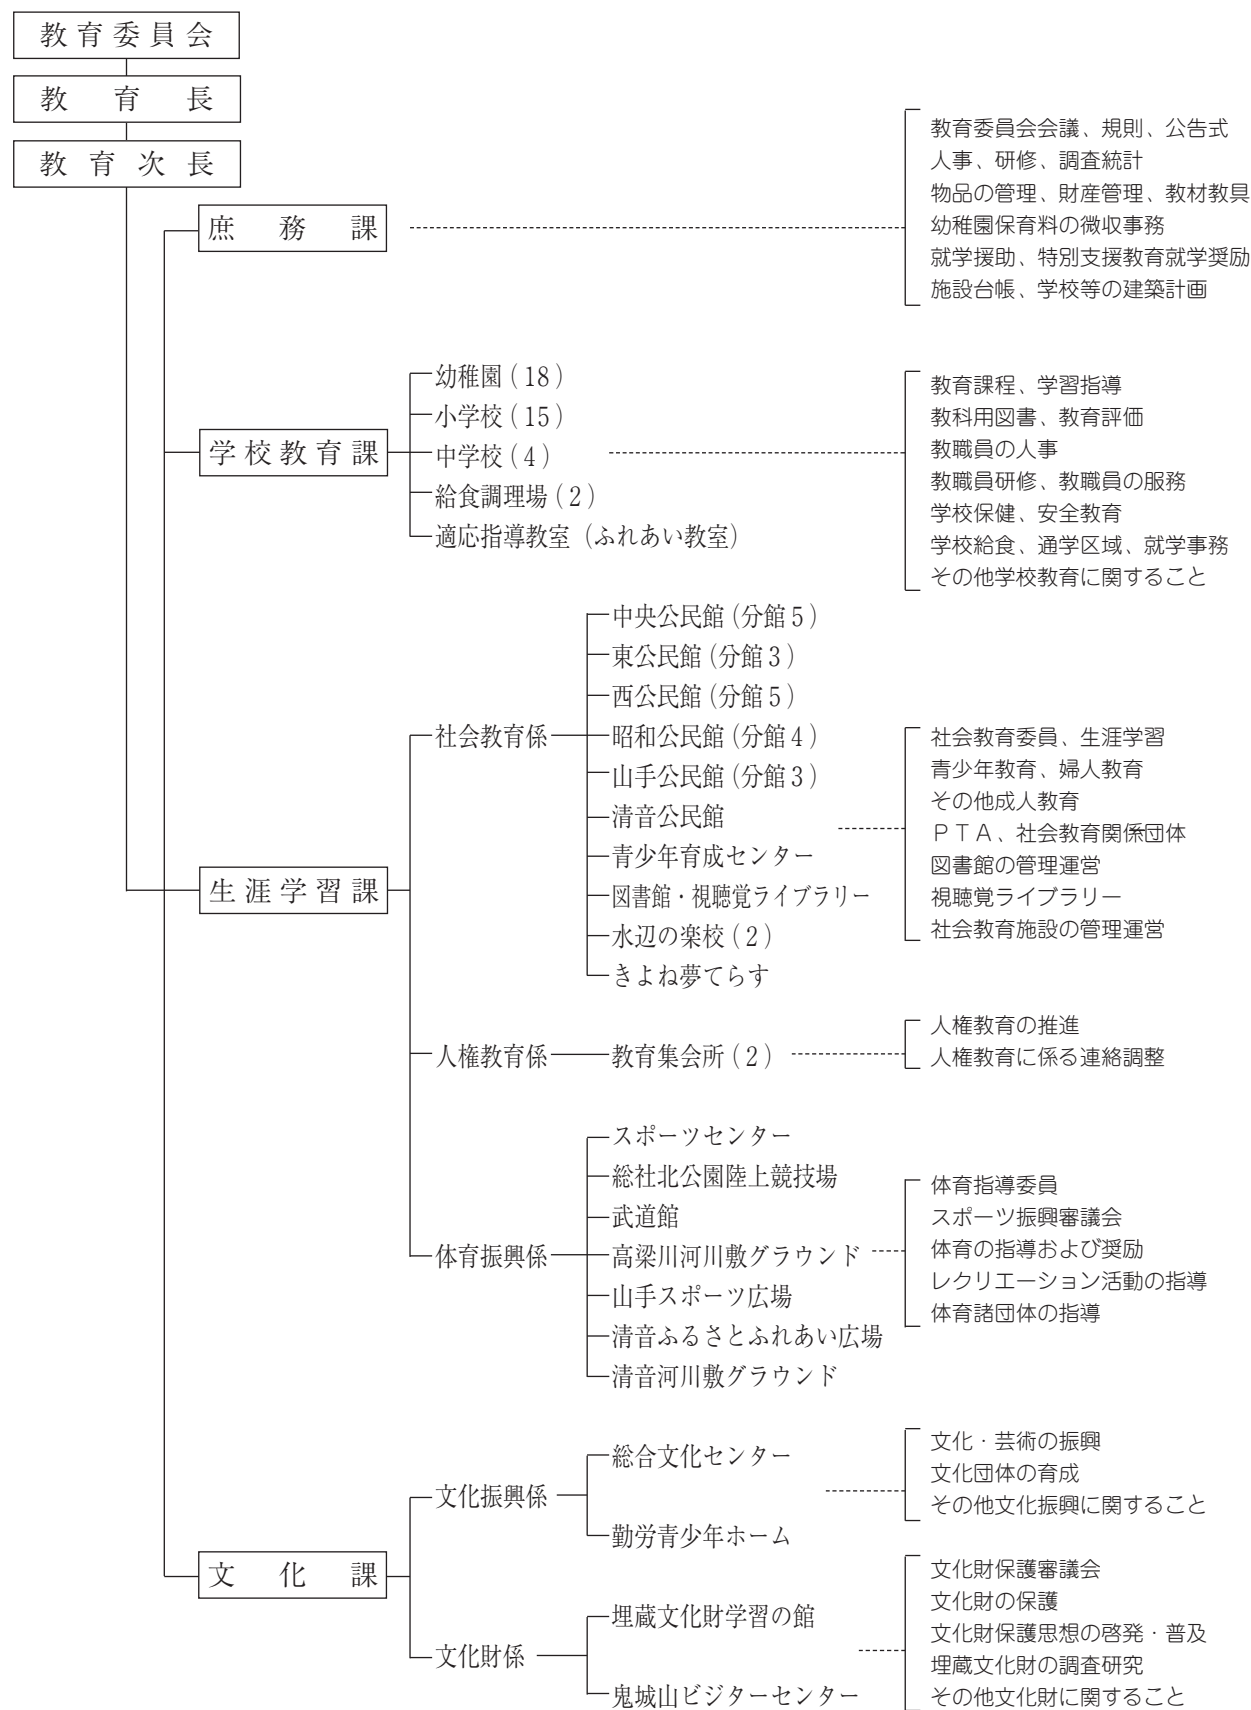 教育委員会
教育長
教育次長
庶務課
教育委員会会議、規則、公告式
人事、研修、調査統計
物品の管理、財産管理、教材教具
幼稚園保育料の徴収事務
就学援助、特別支援教育就学奨励
施設台帳、学校等の建築計画
学校教育課
幼稚園(18)
小学校(15)
中学校(4)
給食調理場(2)
適応指導教室(ふれあい教室)
教育課程、学習指導
教科用図書、教育評価
教職員の人事
教職員研修、教職員の服務
学校保健、安全教育
学校給食、通学区域、就学事務
その他学校教育に関すること
生涯学習課
社会教育係
中央公民館(分館5)
東公民館(分館3)
西公民館(分館5)
昭和公民館(分館4)
山手公民館(分館3)
清音公民館
青少年育成センター
図書館・視聴覚ライブラリー
水辺の楽校(2)
きよね夢てらす
社会教育委員、生涯学習
青少年教育、婦人教育
その他成人教育
PTA、社会教育関係団体
図書館の管理運営
視聴覚ライブラリー
社会教育施設の管理運営
人権教育係
教育集会所(2)
人権教育の推進
人権教育に係る連絡調整
体育振興係
スポーツセンター
総社北公園陸上競技場
武道館
高梁川河川敷グラウンド
山手スポーツ広場
清音ふるさとふれあい広場
清音河川敷グラウンド
体育指導委員
スポーツ振興審議会
体育の指導および奨励
レクリエーション活動の指導
体育諸団体の指導
文化課
文化振興係
総合文化センター
勤労青少年ホーム
文化・芸術の振興
文化団体の育成
その他文化振興に関すること
文化財係
埋蔵文化財学習の館
鬼城山ビジターセンター
文化財保護審議会
文化財の保護
文化財保護思想の啓発・普及
埋蔵文化財の調査研究
その他文化財に関すること